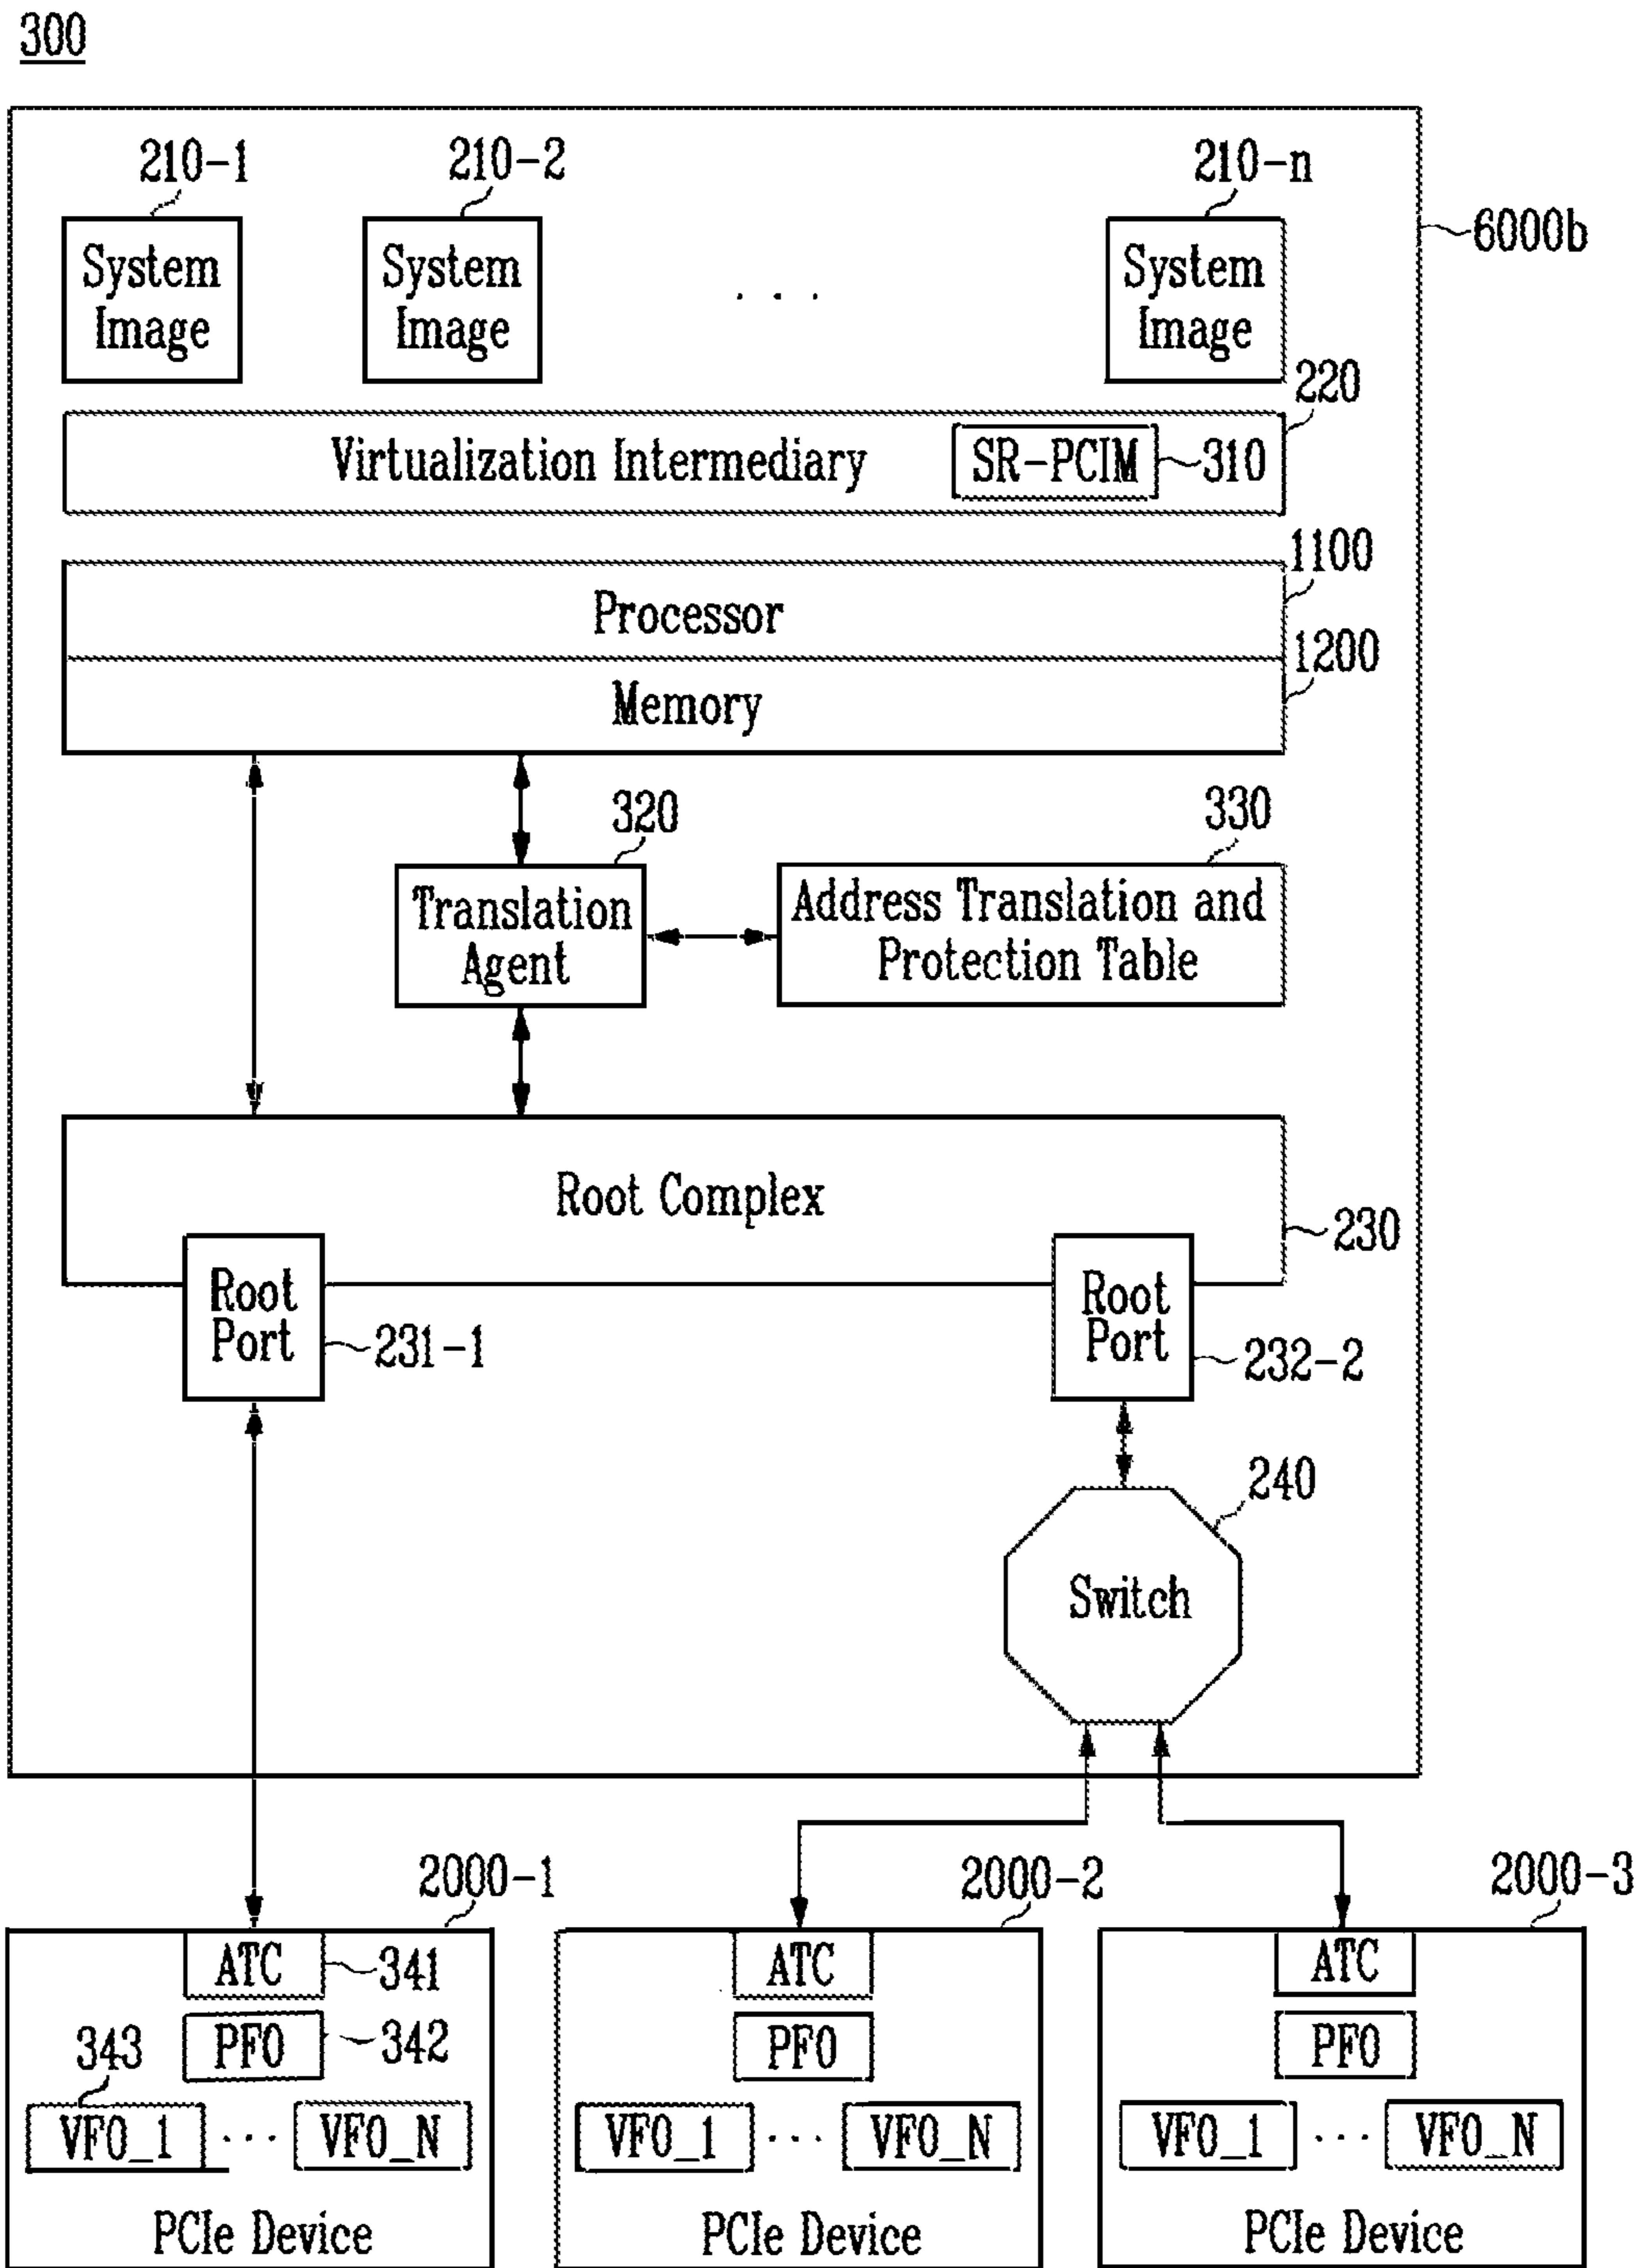 300
210-1
210-2
210-n
6000b
System
Image
System
Image
. . .
System
Image
220
Virtualization Intermediary
SR-PCIM
310
1100
Processor
1200
Memory
320
330
Translation
Agent
Address Translation and
Protection Table
Root Complex
230
Root
Port
231-1
Root
Port
232-2
240
Switch
2000-1
2000-2
2000-3
ATC
341
ATC
ATC
343
PF0
342
PF0
PF0
VF0_1
...
VF0_N
VF0_1
...
VF0_N
VF0_1
...
VF0_N
PCIe Device
PCIe Device
PCIe Device